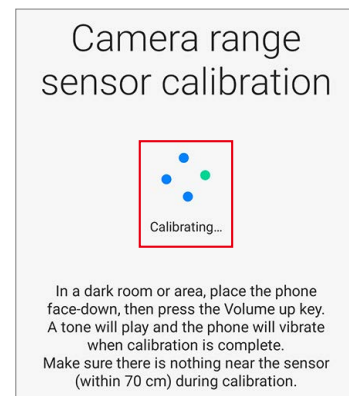 Camera range
sensor calibration
Calibrating...
In a dark room or area, place the phone
face-down, then press the Volume up key.
A tone will play and the phone will vibrate
when calibration is complete.
Make sure there is nothing near the sensor
(within 70 cm) during calibration.